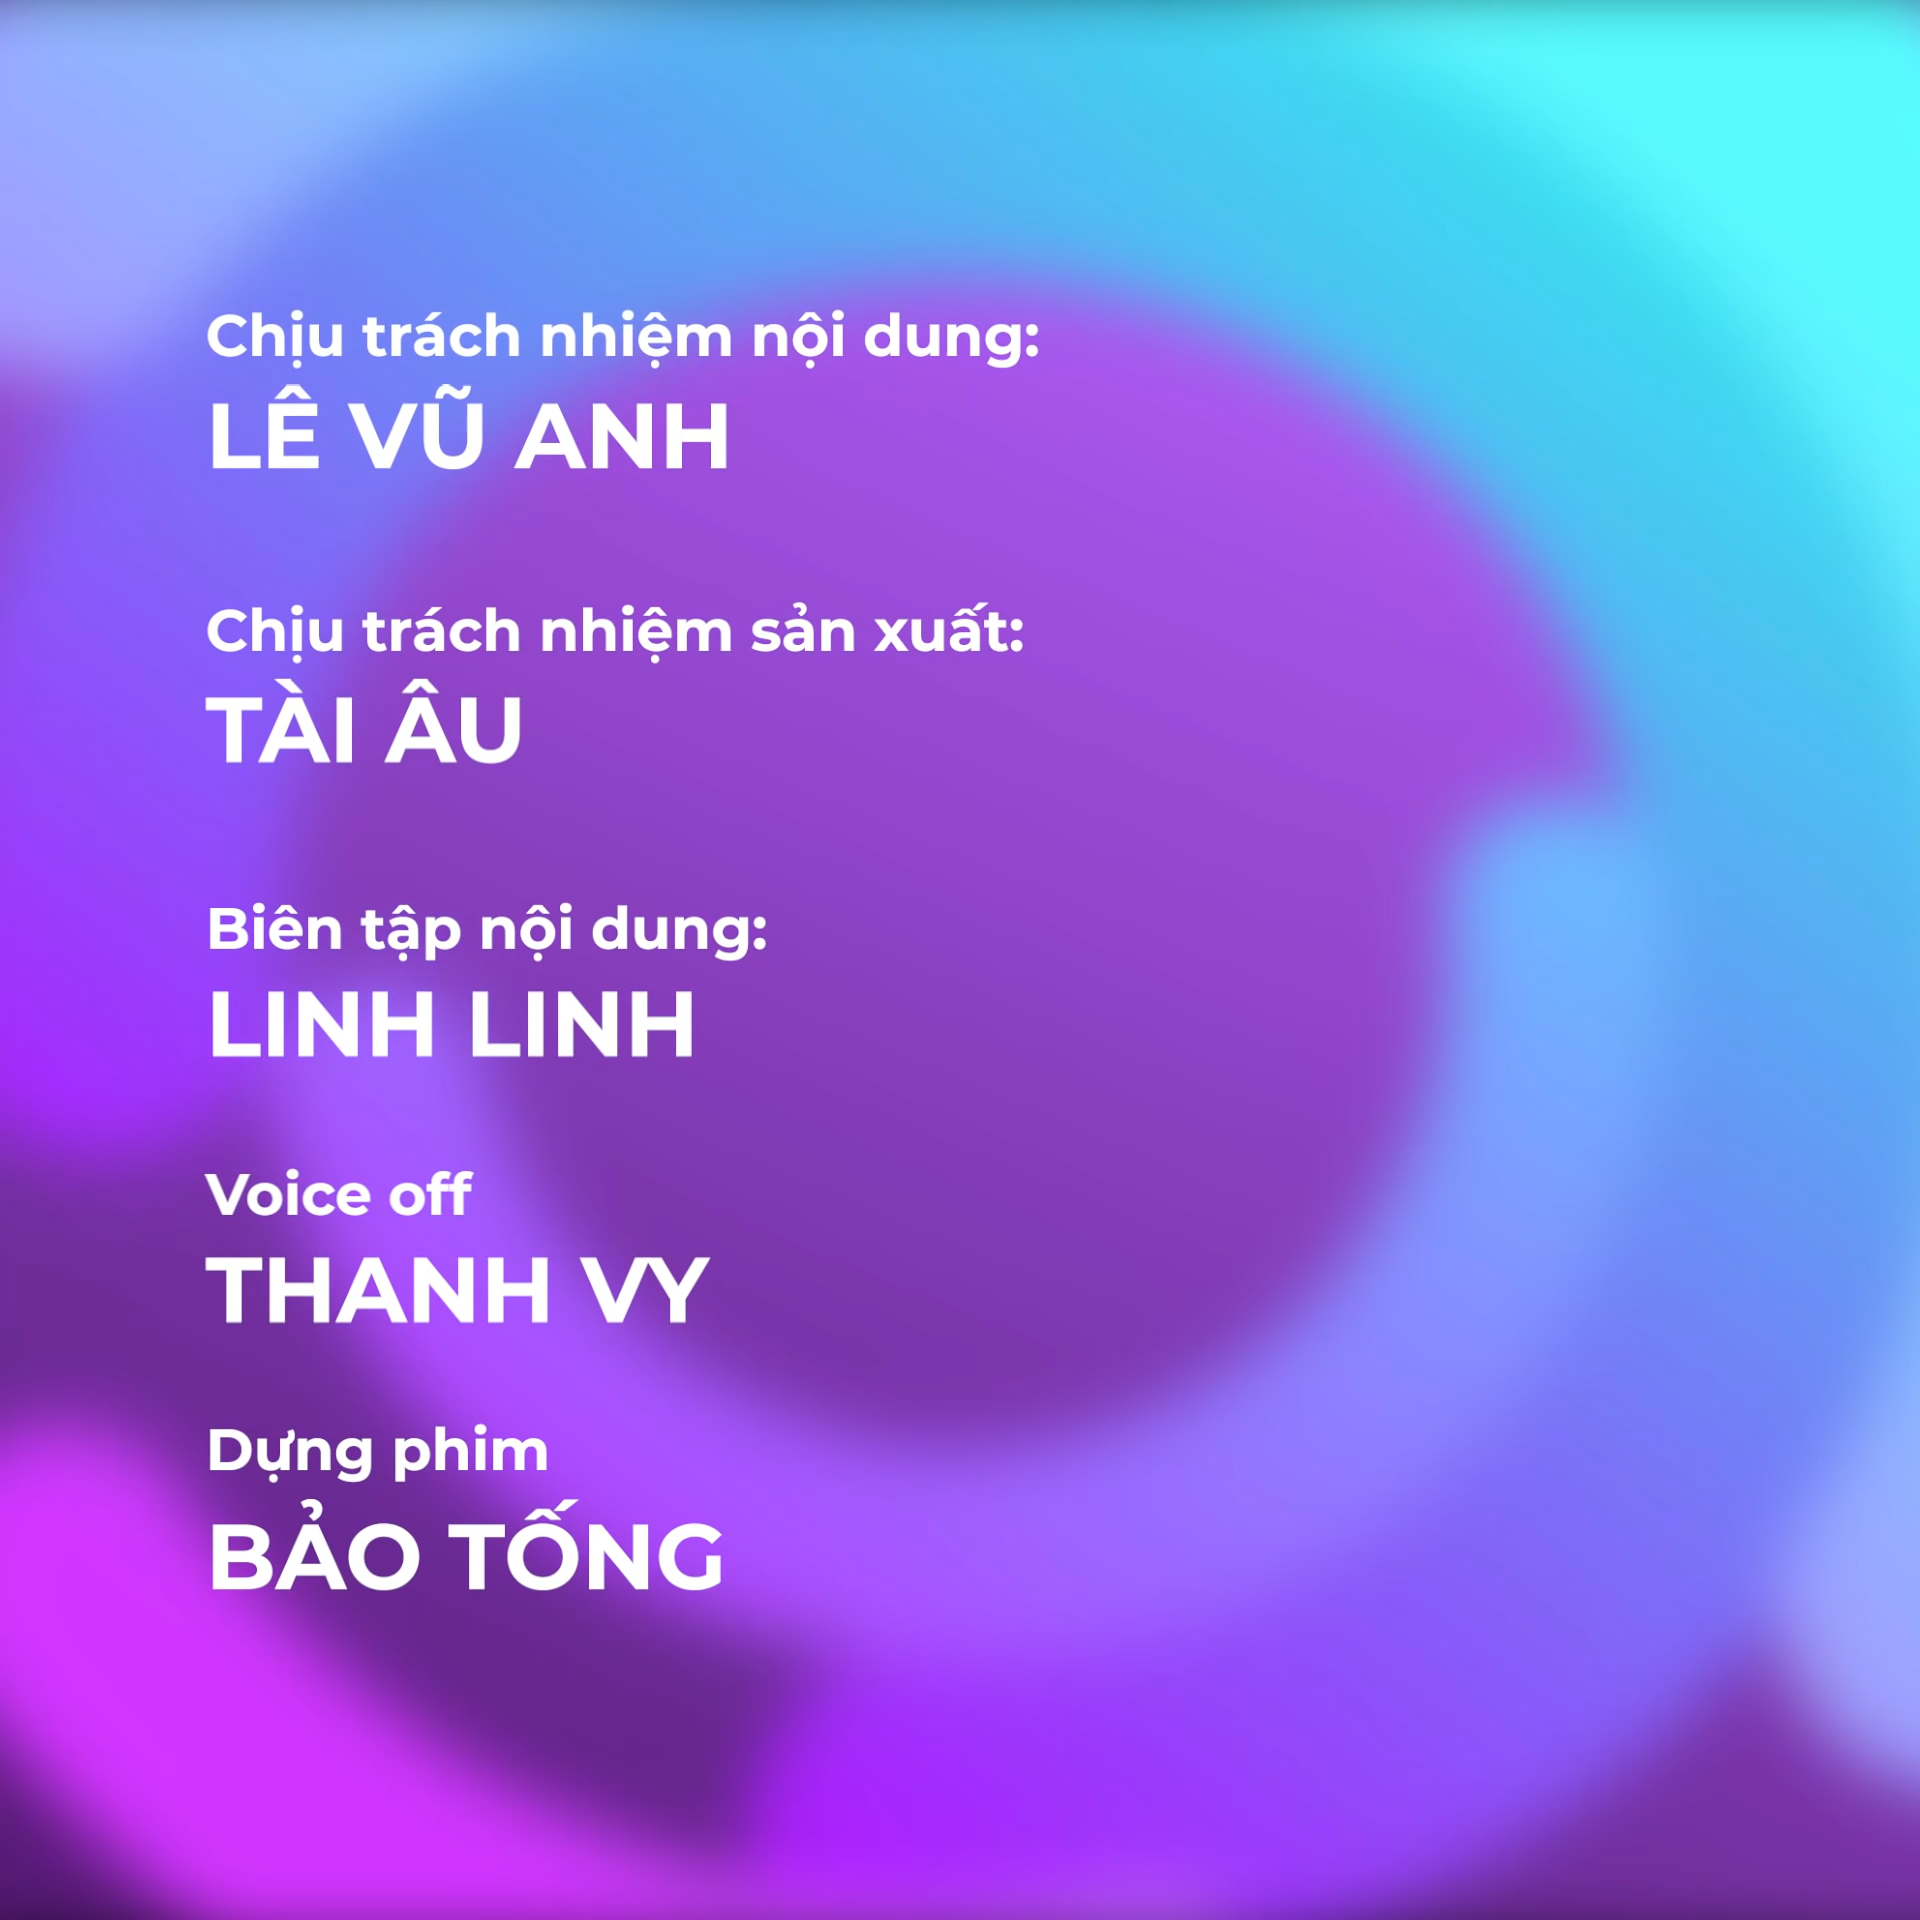 Chịu trách nhiệm nội dung:
LÊ VŨ ANH
Chịu trách nhiệm sản xuất:
TÀI ÂU
Biên tập nội dung:
LINH LINH
Voice off
THANH VY
Dựng phim
BẢO TỐNG